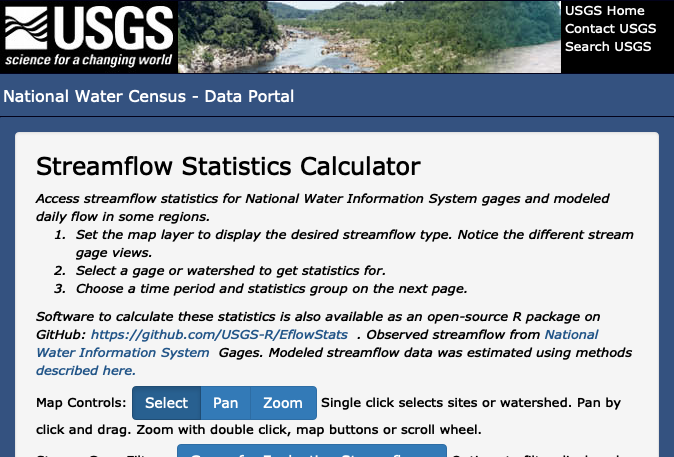 USGS
science for a changing world
USGS Home
Contact USGS
Search USGS
National Water Census - Data Portal
Streamflow Statistics Calculator
Access streamflow statistics for National Water Information System gages and modeled
daily flow in some regions.
1. Set the map layer to display the desired streamflow type. Notice the different stream
gage views.
2. Select a gage or watershed to get statistics for.
3. Choose a time period and statistics group on the next page.
Software to calculate these statistics is also available as an open-source R package on
GitHub: https://github.com/USGS-R/EflowStats . Observed streamflow from National
Water Information System Gages. Modeled streamflow data was estimated using methods
described here.
Map Controls: Select Pan Zoom Single click selects sites or watershed. Pan by
click and drag. Zoom with double click, map buttons or scroll wheel.